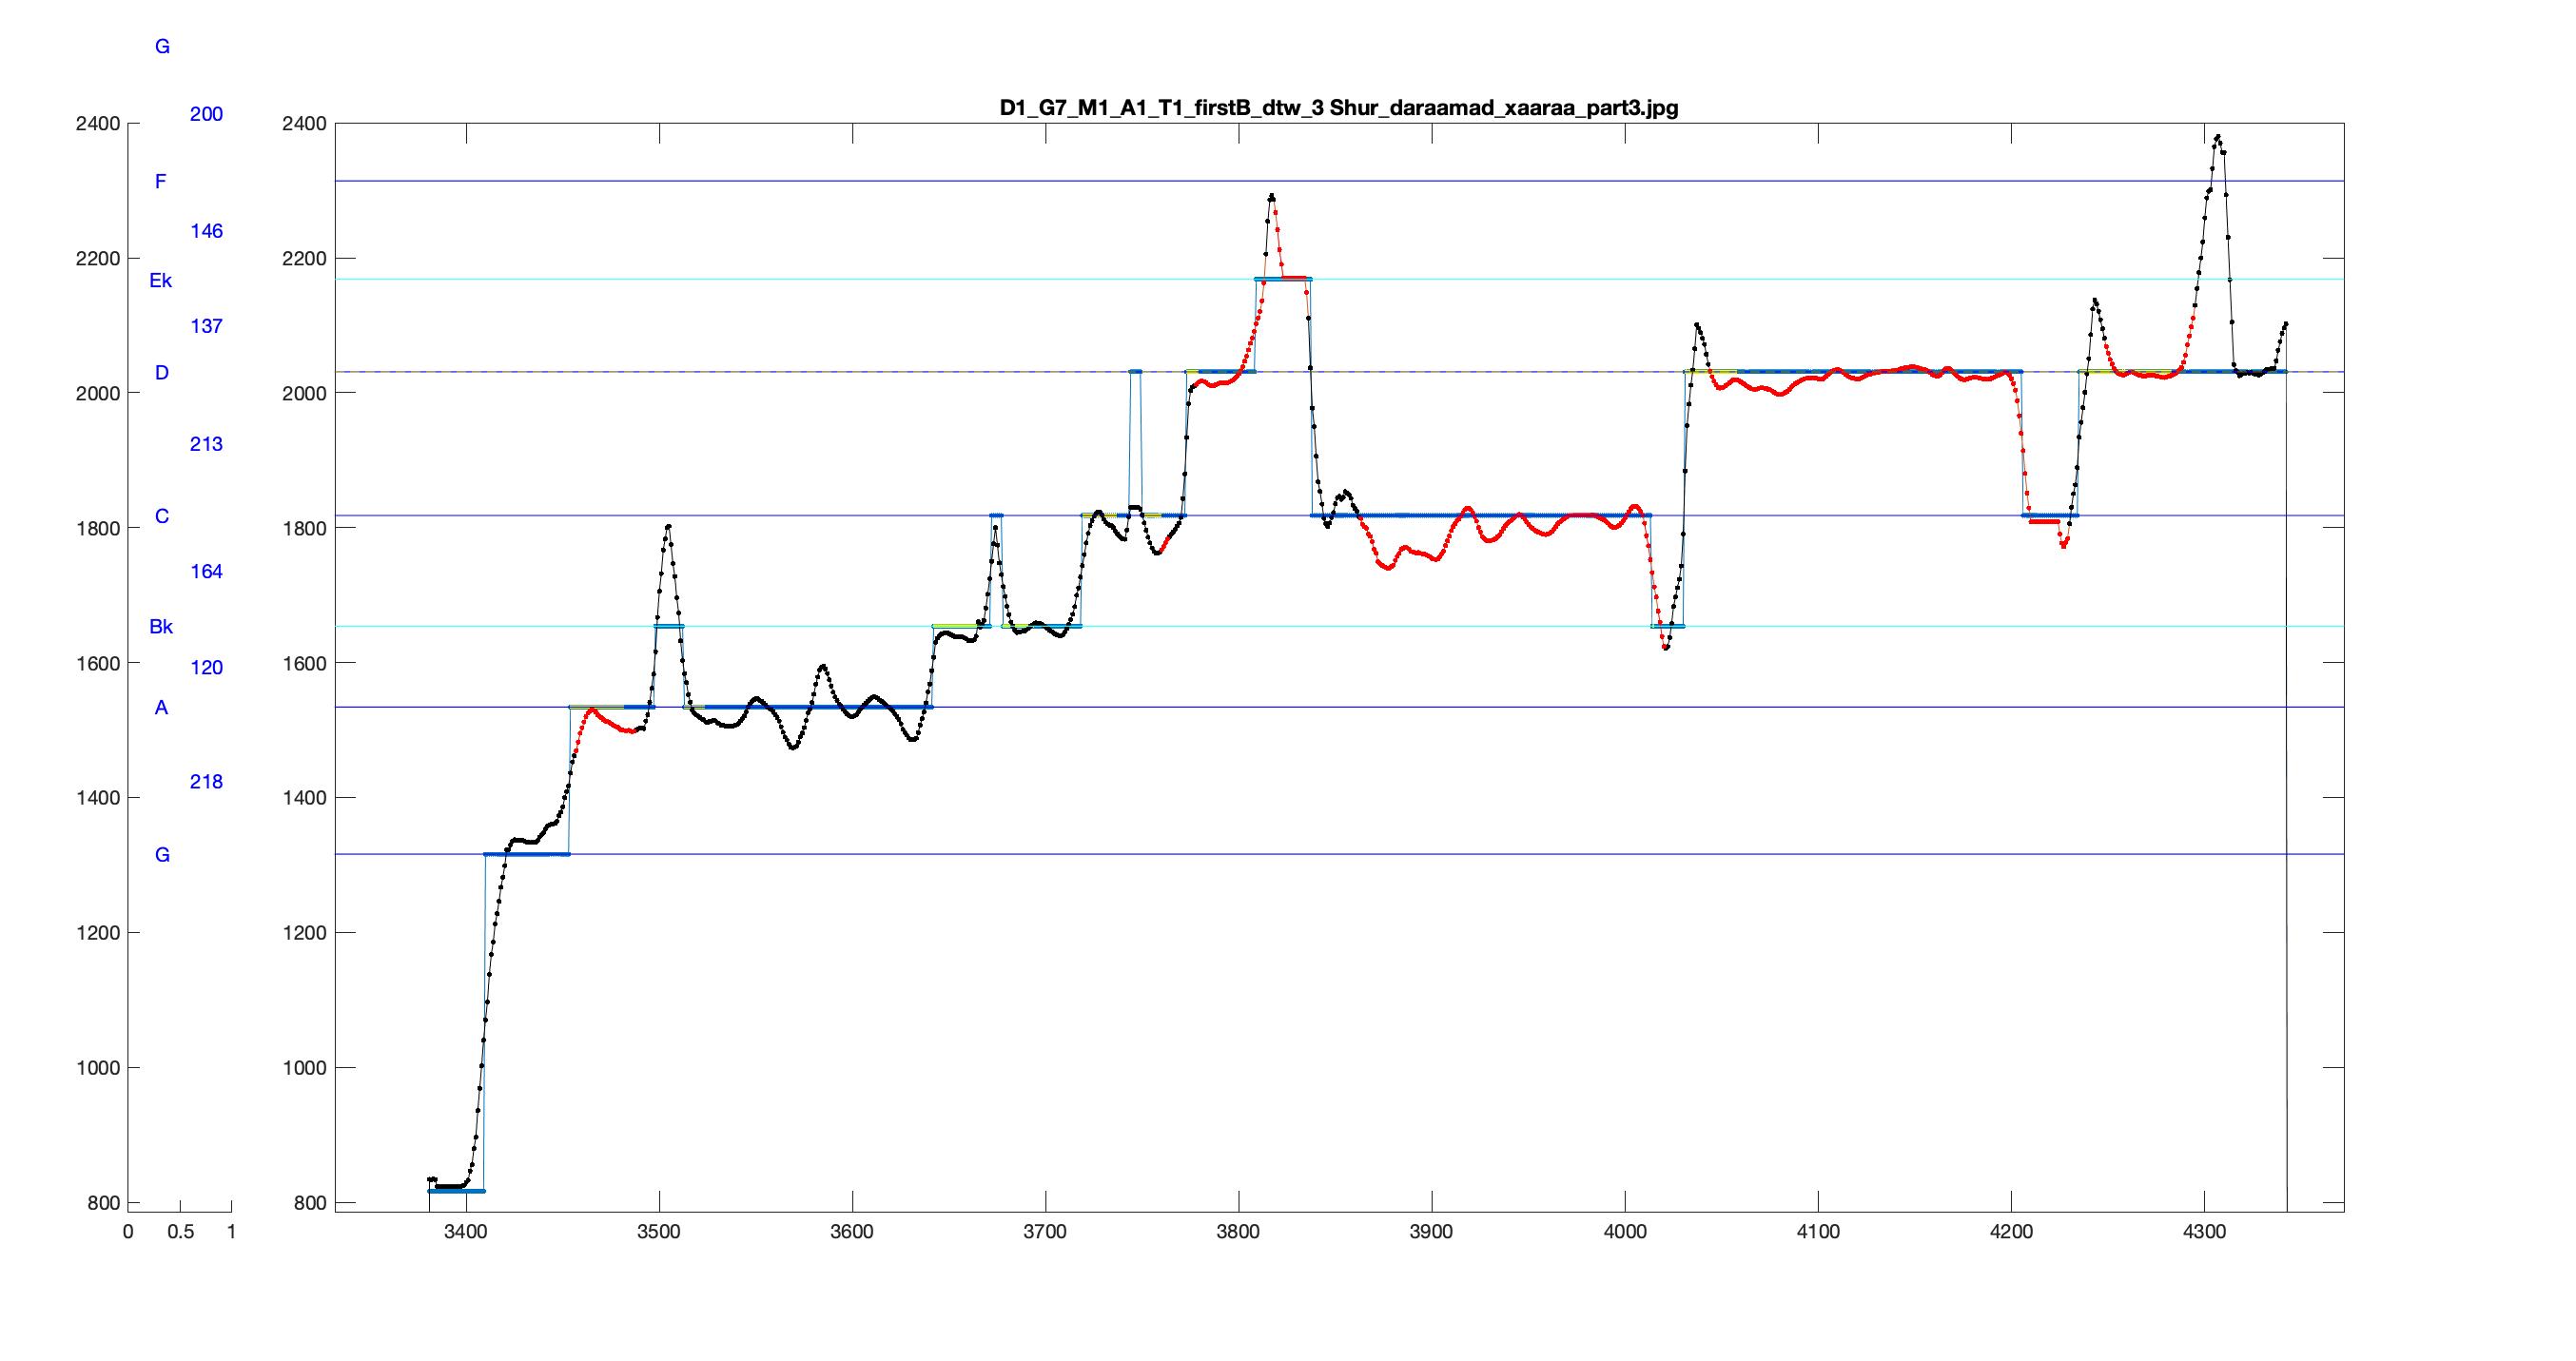 G
200
D1_G7_M1_A1_T1_firstB_dtw_3 Shur_daraamad_xaaraa_part3.jpg
2400 2400
F
146
2200 2200
Ek
137
D
2000 2000
213
C
1800 1800
164
Bk
120
1600 1600
A
218
1400 1400
G
1200 1200
1000 1000
800 800
0 0.5 1 3400 3500 3600 3700 3800 3900 4000 4100 4200 4300